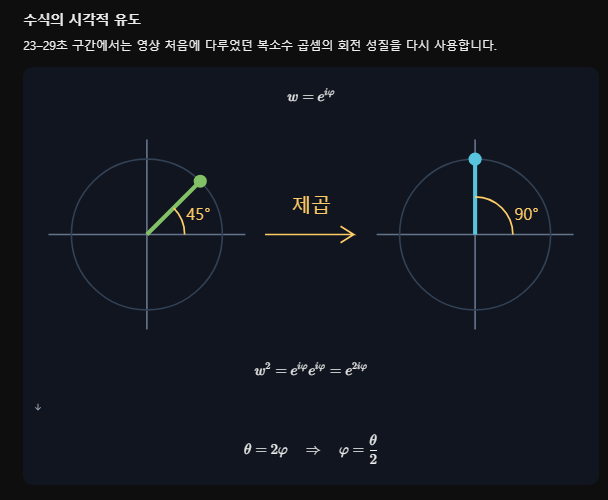 수식의 시각적 유도
23–29초 구간에서는 영상 처음에 다루었던 복소수 곱셈의 회전 성질을 다시 사용합니다.
w = e^{iφ}
45°
제곱
90°
w² = e^{iφ}e^{iφ} = e^{2iφ}
↓
θ = 2φ ⇒ φ = θ/2